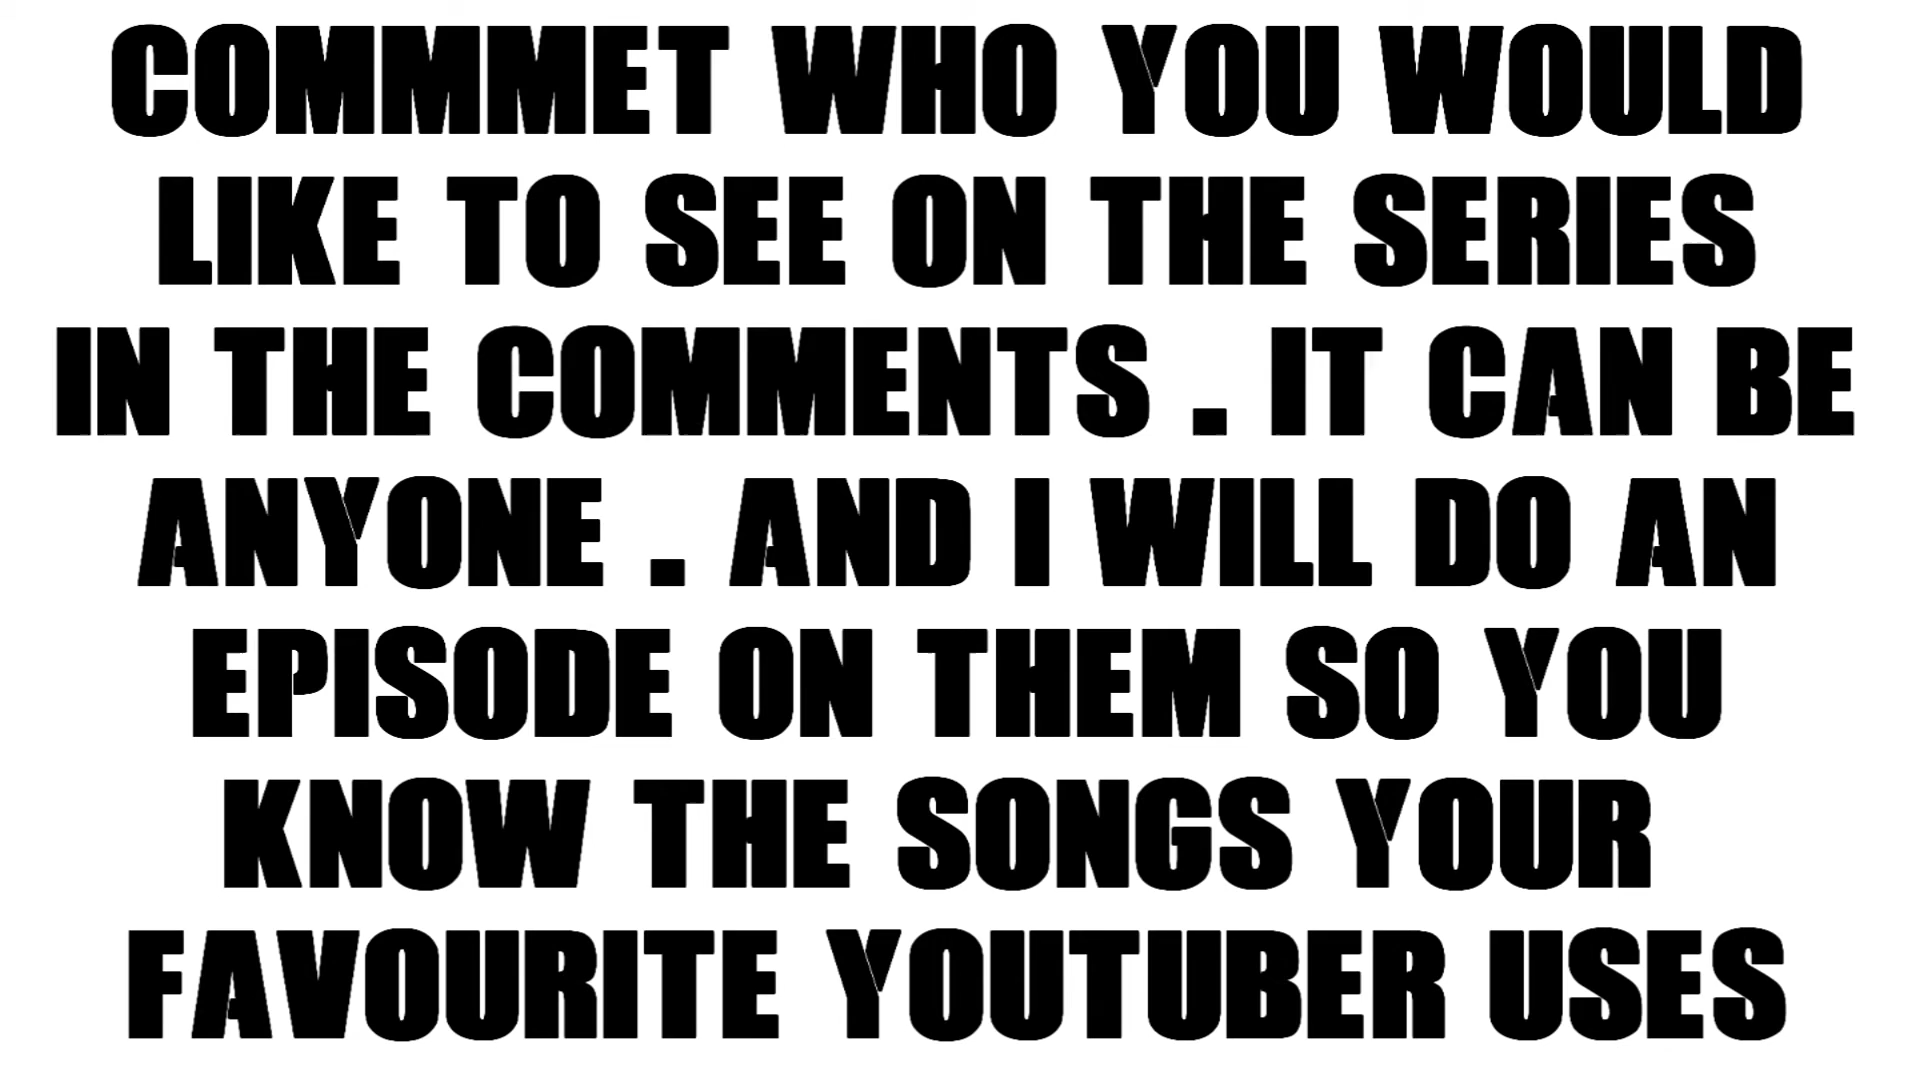 COMMMET WHO YOU WOULD
LIKE TO SEE ON THE SERIES
IN THE COMMENTS . IT CAN BE
ANYONE . AND I WILL DO AN
EPISODE ON THEM SO YOU
KNOW THE SONGS YOUR
FAVOURITE YOUTUBER USES